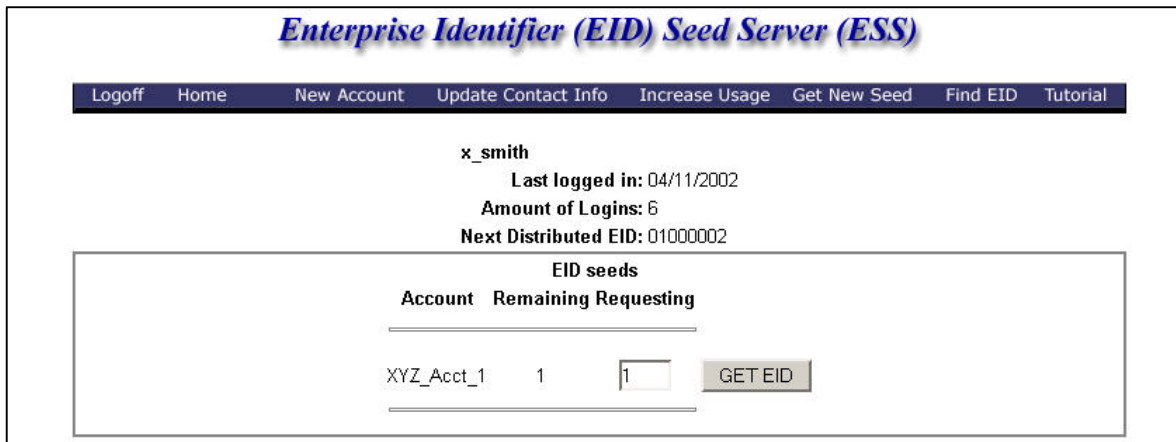 Enterprise Identifier (EID) Seed Server (ESS)
Logoff Home New Account Update Contact Info Increase Usage Get New Seed Find EID Tutorial
x_smith
Last logged in: 04/11/2002
Amount of Logins: 6
Next Distributed EID: 01000002
EID seeds
Account Remaining Requesting
XYZ_Acct_1 1 1 GET EID